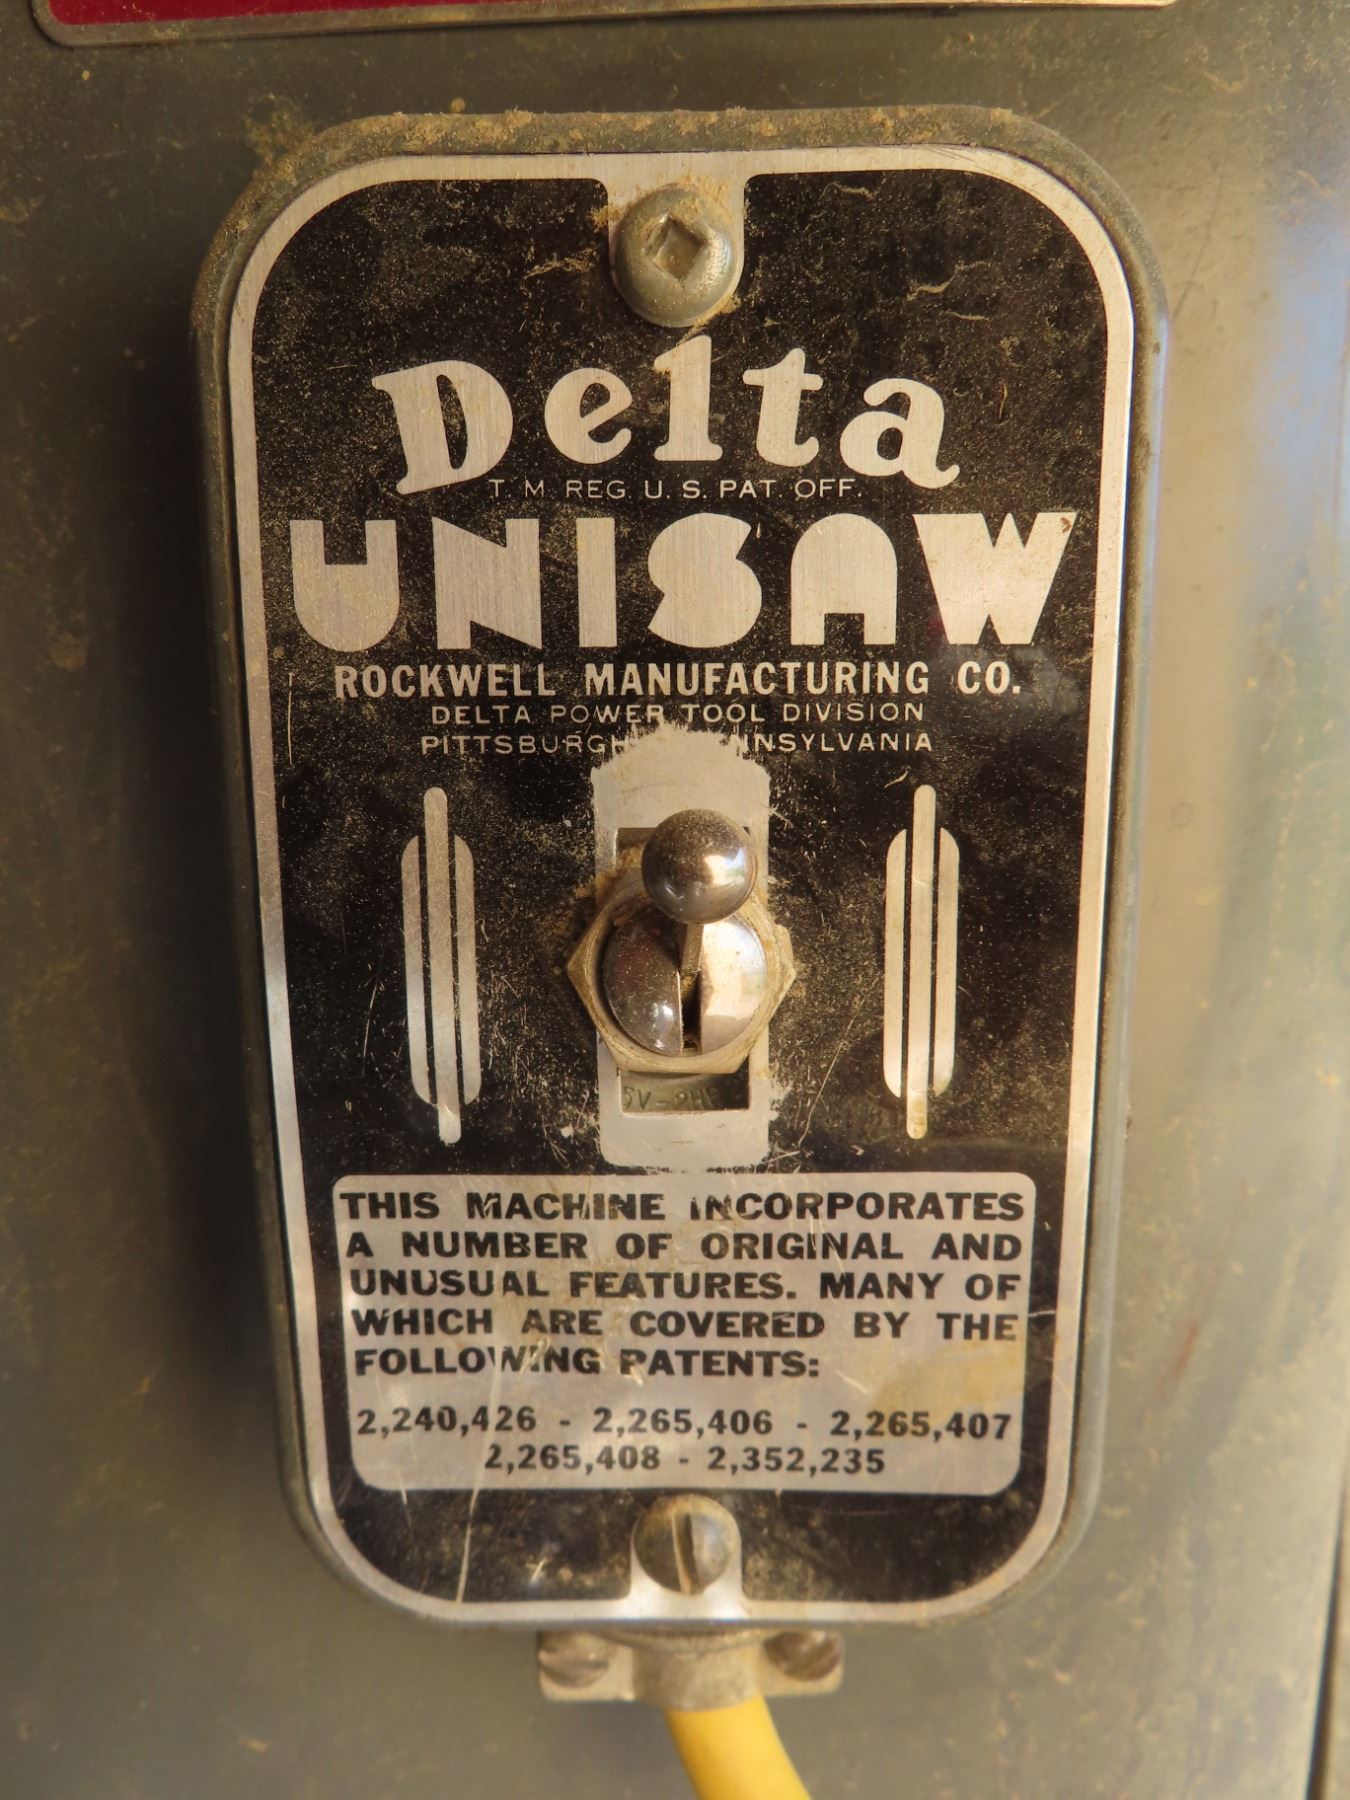 Delta
T. M. REG. U. S. PAT. OFF.
UNISAW
ROCKWELL MANUFACTURING CO.
DELTA POWER TOOL DIVISION
THIS MACHINE INCORPORATES
A NUMBER OF ORIGINAL AND
UNUSUAL FEATURES. MANY OF
WHICH ARE COVERED BY THE
FOLLOWING PATENTS:
2,240,426 - 2,265,406 - 2,265,407
2,265,408 - 2,352,235